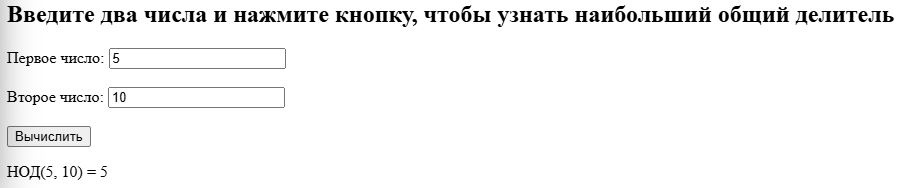 Введите два числа и нажмите кнопку, чтобы узнать наибольший общий делитель
Первое число: 5
Второе число: 10
Вычислить
НОД(5, 10) = 5